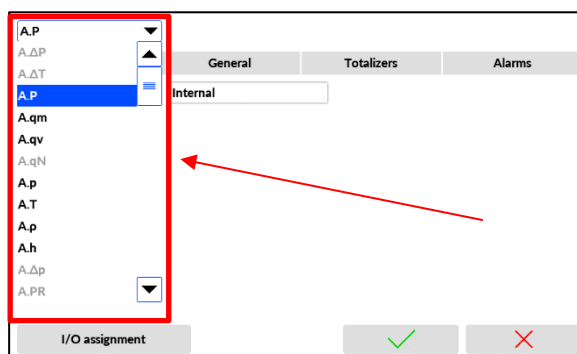 A.P
A.ΔP
A.ΔT
A.P
A.qm
A.qv
A.qN
A.p
A.T
A.ρ
A.h
A.Δp
A.PR
General Totalizers Alarms
Internal
I/O assignment